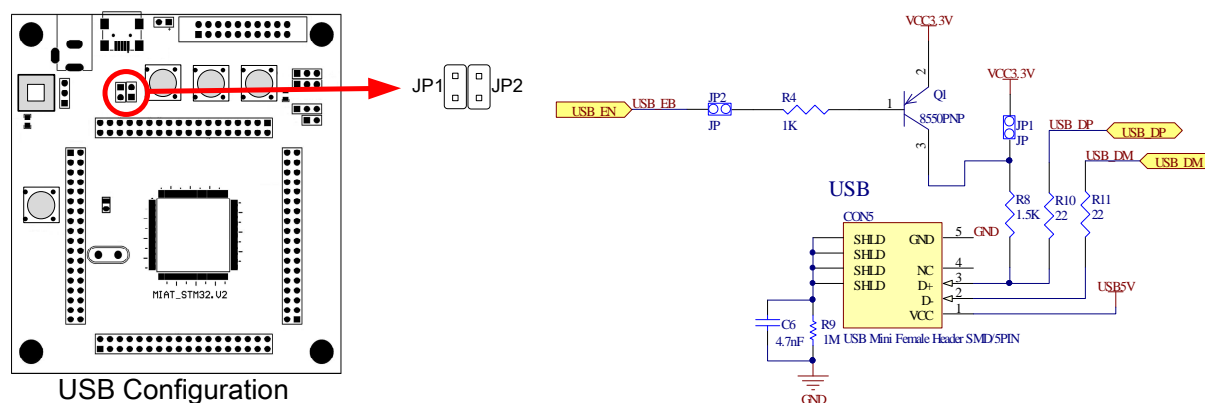 JP1
JP2
MIAT_STM32.V2
USB Configuration
VCC3.3V
VCC3.3V
USB_EN
USB_EB
JP2
JP
R4
1K
1
2
3
Q1
8550PNP
JP1
JP
USB_DP
USB_DP
USB_DM
USB_DM
USB
CON5
R8
1.5K
R10
22
R11
22
SHLD
SHLD
SHLD
SHLD
GND
NC
D+
D-
VCC
5
4
3
2
1
GND
USB5V
C6
4.7nF
R9
1M
USB Mini Female Header SMD/5PIN
GND